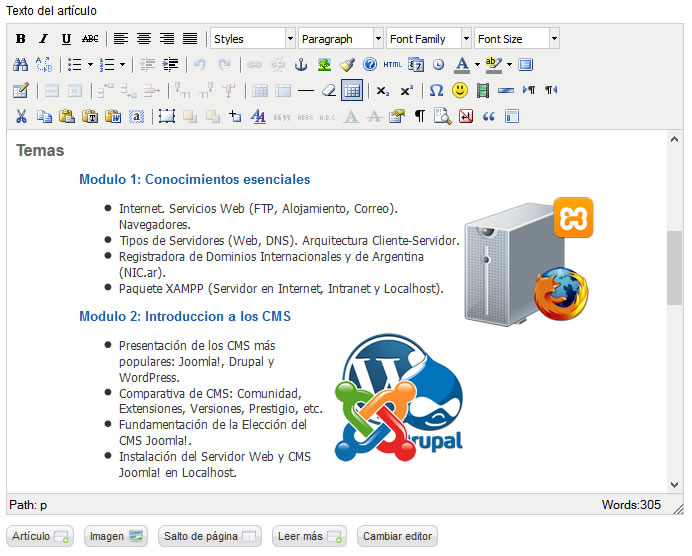 Texto del artículo
B I U ABC Styles Paragraph Font Family Font Size
HTML
Temas
Modulo 1: Conocimientos esenciales
Internet. Servicios Web (FTP, Alojamiento, Correo).
Navegadores.
Tipos de Servidores (Web, DNS). Arquitectura Cliente-Servidor.
Registradora de Dominios Internacionales y de Argentina
(NIC.ar).
Paquete XAMPP (Servidor en Internet, Intranet y Localhost).
Modulo 2: Introduccion a los CMS
Presentación de los CMS más
populares: Joomla!, Drupal y
WordPress.
Comparativa de CMS: Comunidad,
Extensiones, Versiones, Prestigio, etc.
Fundamentación de la Elección del
CMS Joomla!.
Instalación del Servidor Web y CMS
Joomla! en Localhost.
rupal
Path: p Words:305
Artículo Imagen Salto de página Leer más Cambiar editor